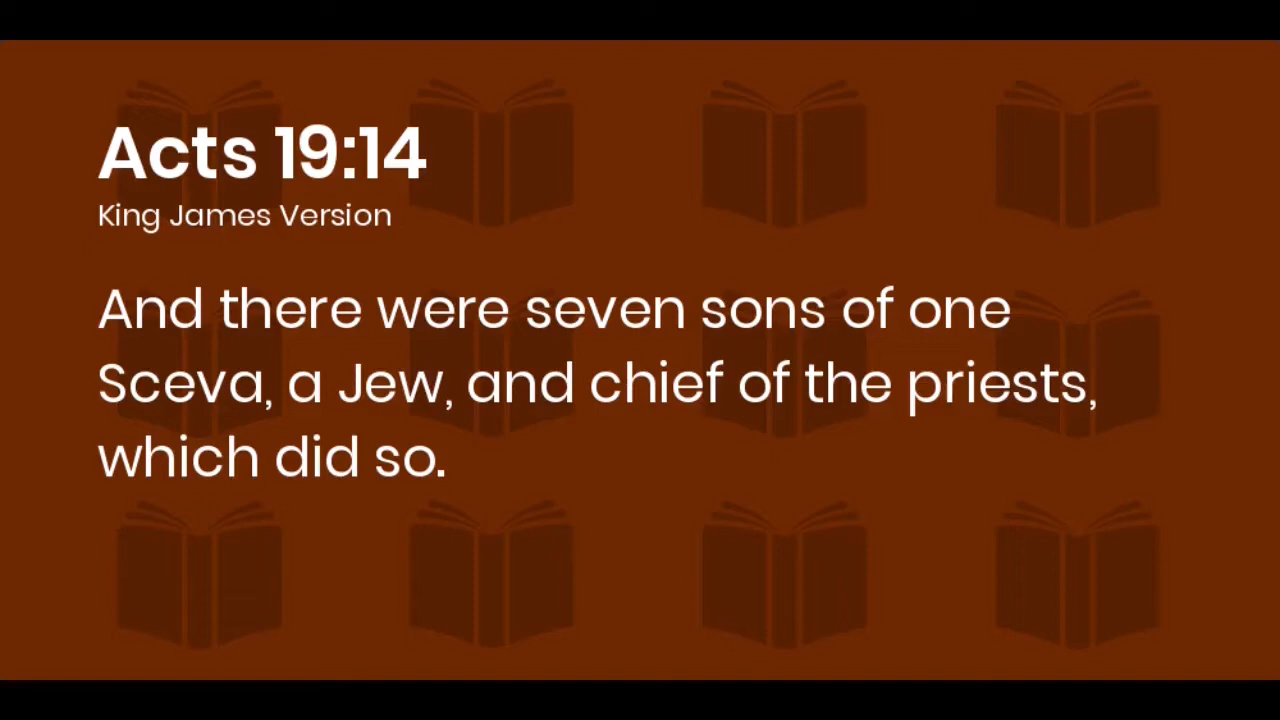 Acts 19:14
King James Version
And there were seven sons of one
Sceva, a Jew, and chief of the priests,
which did so.